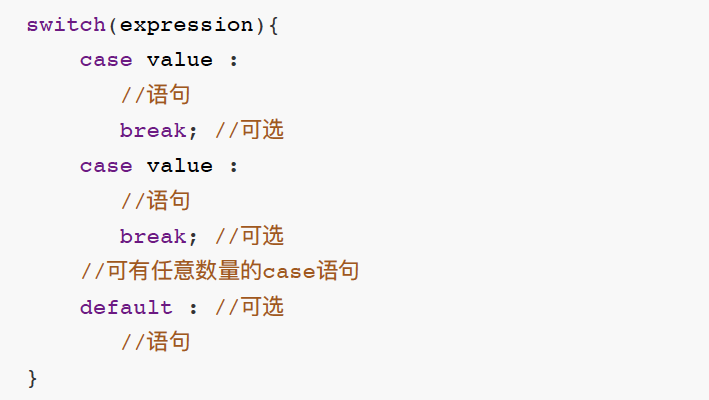 switch(expression){
    case value :
       //语句
       break; //可选
    case value :
       //语句
       break; //可选
    //可有任意数量的case语句
    default : //可选
       //语句
}